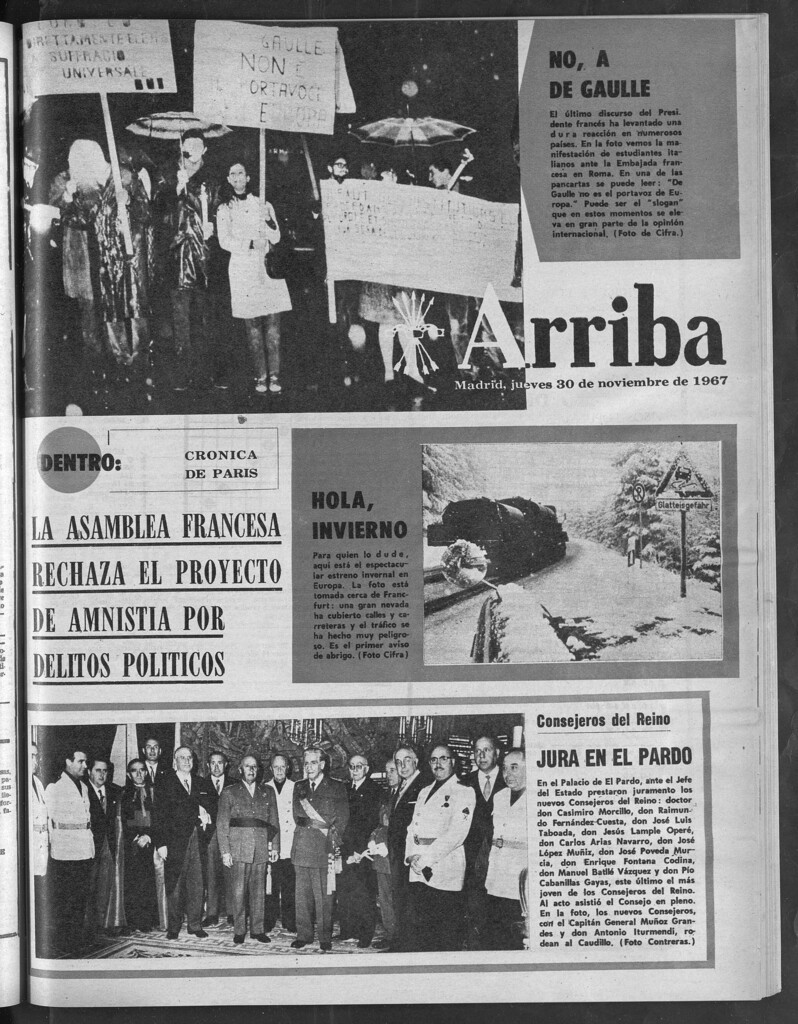 DIRETTAMENTE
SUFFRAGIO
UNIVERSALE
GAULLE
NON E
PORTAVOCE
EUROPA
NO, A
DE GAULLE
El último discurso del Presi-
dente francés ha levantado una
dura reacción en numerosos
países. En la foto vemos la ma-
nifestación de estudiantes ita-
lianos ante la Embajada fran-
cesa en Roma. En una de las
pancartas se puede leer: "De
Gaulle no es el portavoz de Eu-
ropa." Puede ser el "slogan"
que en estos momentos se ele-
va en gran parte de la opinión
internacional. (Foto de Cifra.)
Arriba
Madrid, jueves 30 de noviembre de 1967
DENTRO:
CRONICA
DE PARIS
LA ASAMBLEA FRANCESA
RECHAZA EL PROYECTO
DE AMNISTIA POR
DELITOS POLITICOS
HOLA,
INVIERNO
Para quien lo dude,
aquí está el espectacu-
lar estreno invernal en
Europa. La foto está
tomada cerca de Franc-
furt: una gran nevada
ha cubierto calles y ca-
rreteras y el tráfico se
ha hecho muy peligro-
so. Es el primer aviso
de abrigo. (Foto Cifra)
Glatteisgefahr
Consejeros del Reino
JURA EN EL PARDO
En el Palacio de El Pardo, ante el Jefe
del Estado prestaron juramento los
nuevos Consejeros del Reino: doctor
don Casimiro Morcillo, don Raimun-
do Fernández-Cuesta, don José Luis
Taboada, don Jesús Lample Operé,
don Carlos Arias Navarro, don José
López Muñiz, don José Poveda Mur-
cia, don Enrique Fontana Codina,
don Manuel Batllé Vázquez y don Pío
Cabanillas Gayas, este último el más
joven de los Consejeros del Reino.
Al acto asistió el Consejo en pleno.
En la foto, los nuevos Consejeros,
con el Capitán General Muñoz Gran-
des y don Antonio Iturmendi, ro-
dean al Caudillo. (Foto Contreras.)